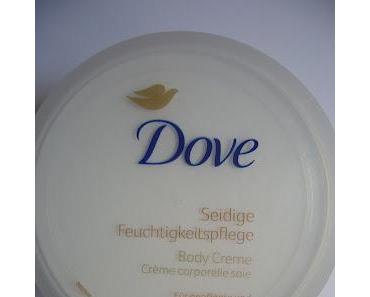 Dove
Seidige
Feuchtigkeitspflege
Body Creme
Crème corporelle soie